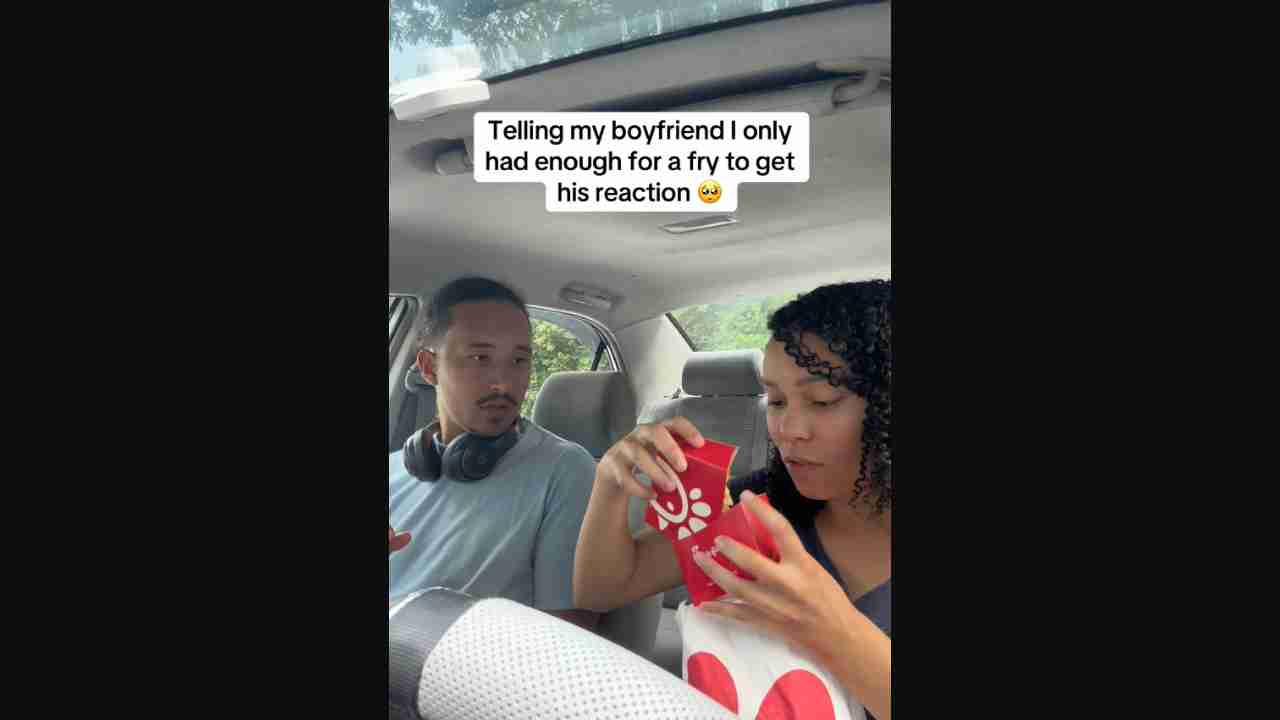 Telling my boyfriend I only
had enough for a fry to get
his reaction 🥺